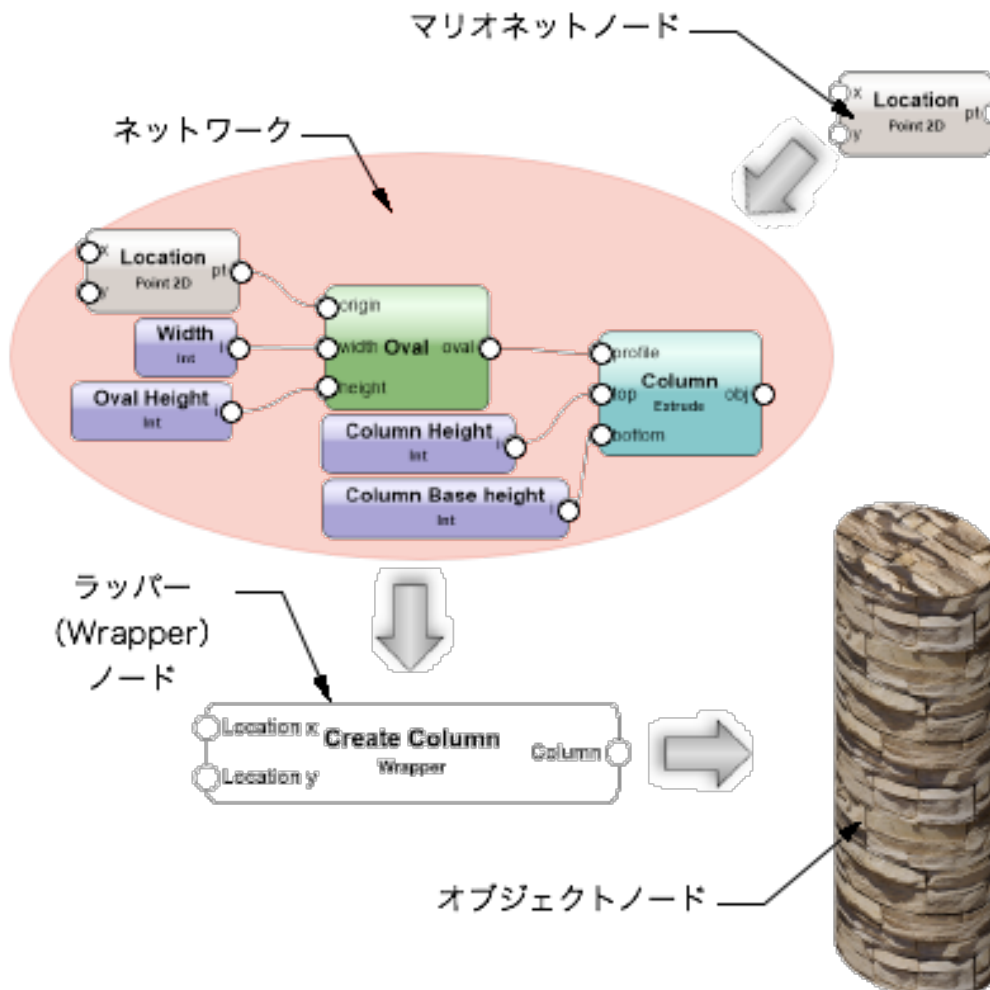 マリオネットノード
x
Location
pt
y
Point 2D
ネットワーク
x
Location
pt
y
Point 2D
origin
Width
i
Int
width Oval oval
Oval Height
i
Int
height
profile
top
Column
obj
Extrude
bottom
Column Height
i
Int
Column Base height
i
Int
ラッパー
(Wrapper)
ノード
Location x
Create Column
Column
Wrapper
Location y
オブジェクトノード